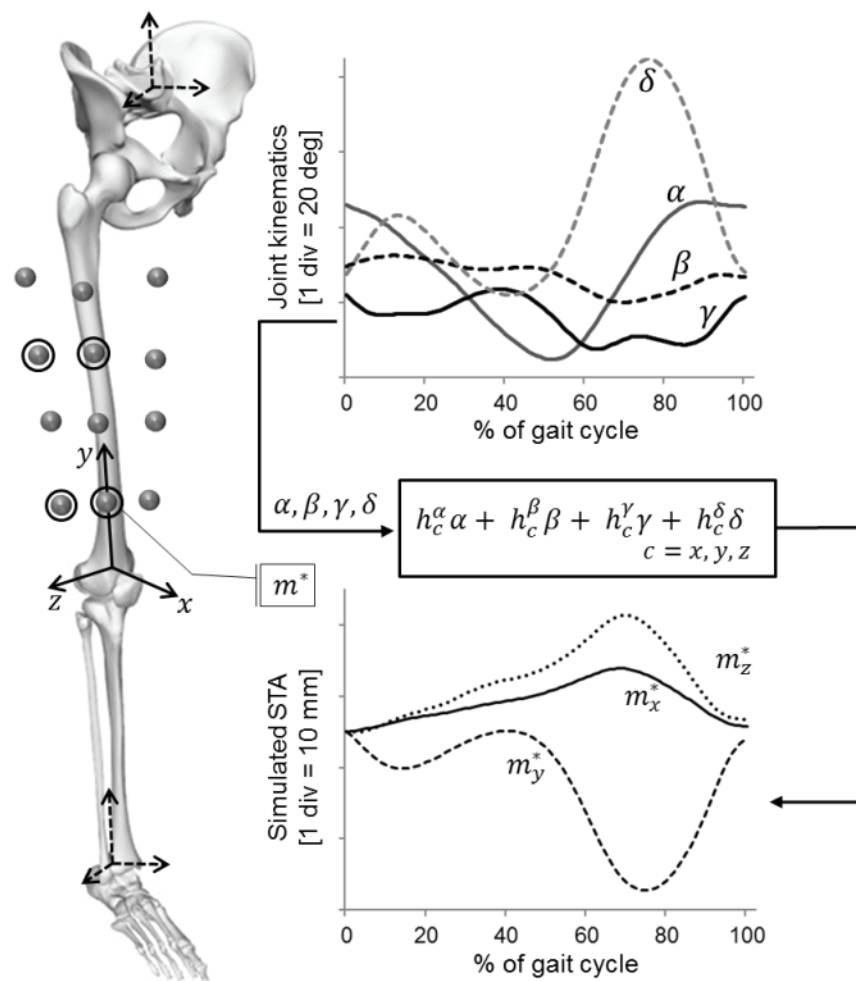 Joint kinematics
[1 div = 20 deg]
δ
α
β
γ
0 20 40 60 80 100
% of gait cycle
y
z
x
m*
α, β, γ, δ
h_c^α α + h_c^β β + h_c^γ γ + h_c^δ δ
c = x, y, z
Simulated STA
[1 div = 10 mm]
m_z^*
m_x^*
m_y^*
0 20 40 60 80 100
% of gait cycle